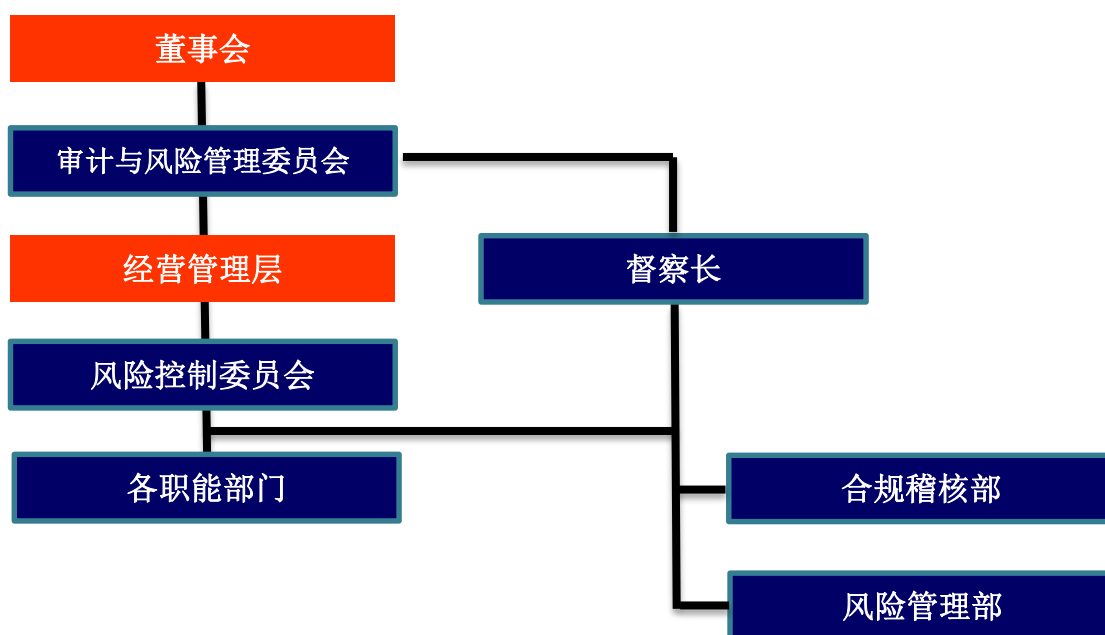 董事会
审计与风险管理委员会
经营管理层
督察长
风险控制委员会
各职能部门
合规稽核部
风险管理部